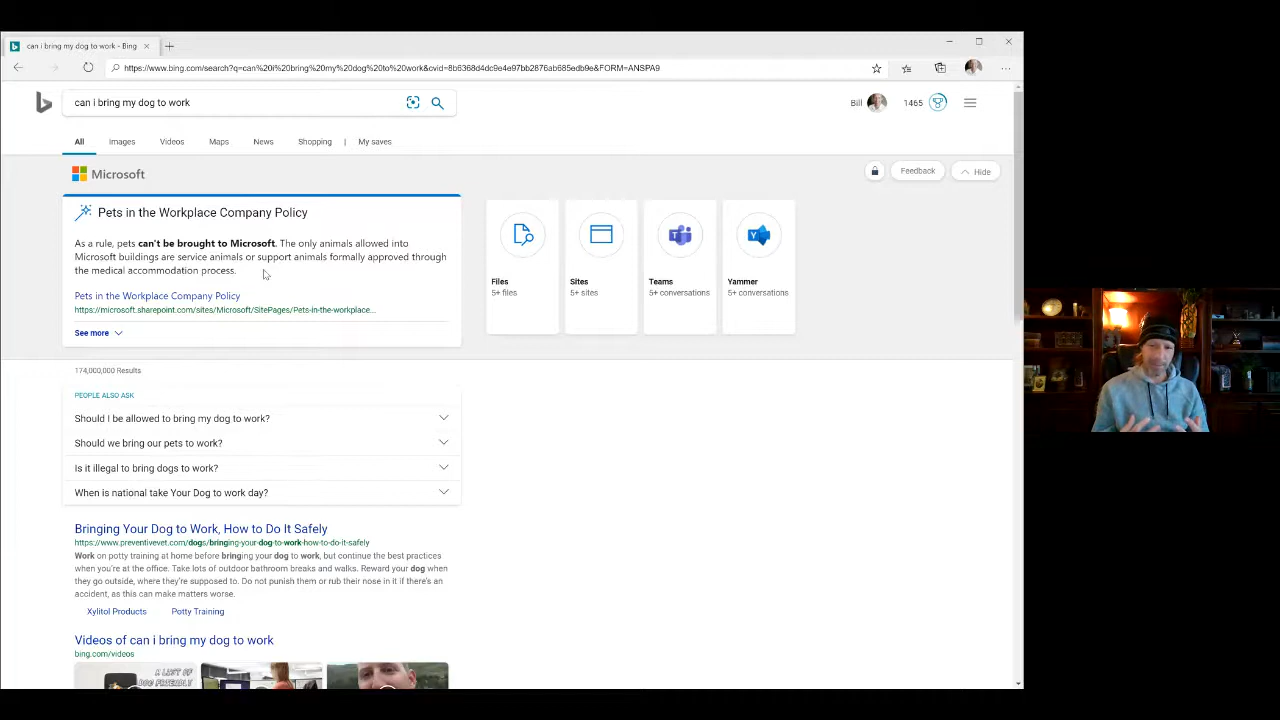 can i bring my dog to work - Bing
https://www.bing.com/search?q=can%20i%20bring%20my%20dog%20to%20work&cvid=8b6368d4dc9e4e97bb2876ab685edb9e&FORM=ANSPA9
can i bring my dog to work
Bill
1465
All
Images
Videos
Maps
News
Shopping
My saves
Microsoft
Feedback
Hide
Pets in the Workplace Company Policy
As a rule, pets can't be brought to Microsoft. The only animals allowed into
Microsoft buildings are service animals or support animals formally approved through
the medical accommodation process.
Pets in the Workplace Company Policy
https://microsoft.sharepoint.com/sites/Microsoft/SitePages/Pets-in-the-workplace...
See more
Files
5+ files
Sites
5+ sites
Teams
5+ conversations
Yammer
5+ conversations
174,000,000 Results
PEOPLE ALSO ASK
Should I be allowed to bring my dog to work?
Should we bring our pets to work?
Is it illegal to bring dogs to work?
When is national take Your Dog to work day?
Bringing Your Dog to Work, How to Do It Safely
https://www.preventivevet.com/dogs/bringing-your-dog-to-work-how-to-do-it-safely
Work on potty training at home before bringing your dog to work, but continue the best practices
when you're at the office. Take lots of outdoor bathroom breaks and walks. Reward your dog when
they go outside, where they're supposed to. Do not punish them or rub their nose in it if there's an
accident, as this can make matters worse.
Xylitol Products
Potty Training
Videos of can i bring my dog to work
bing.com/videos
A LIST OF
DOG FRIENDLY